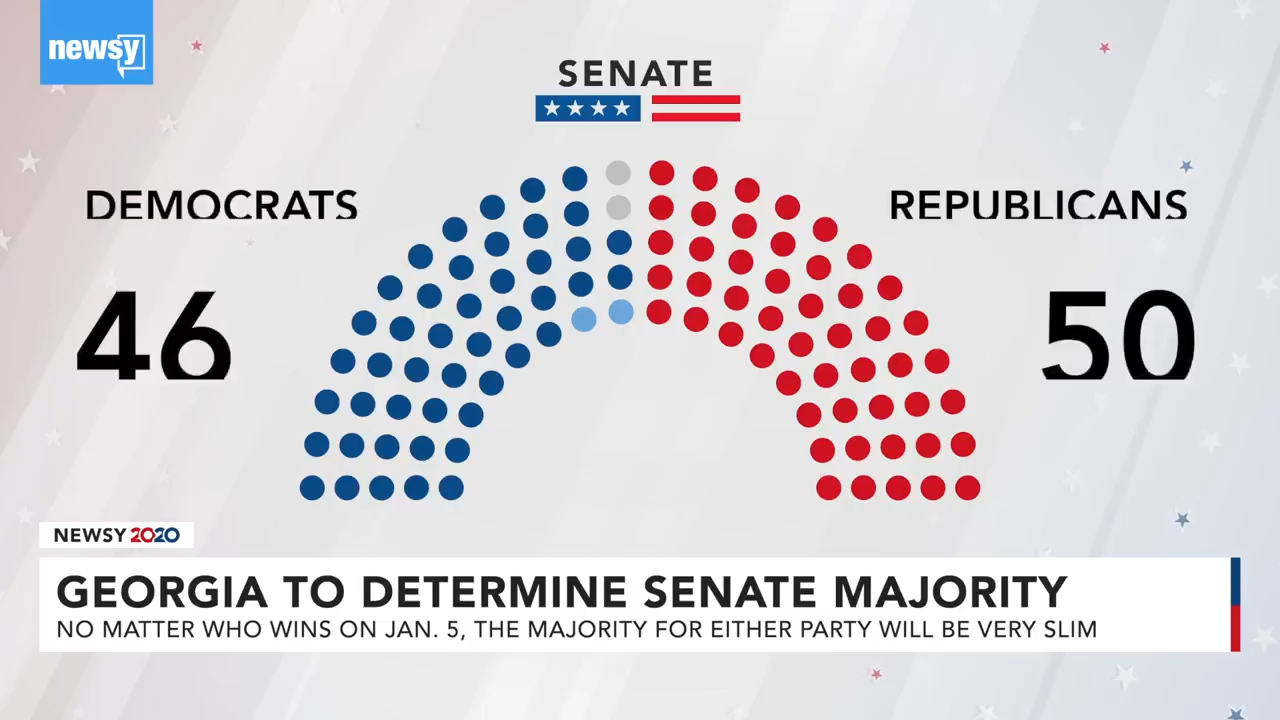 newsy
SENATE
DEMOCRATS
REPUBLICANS
46
50
NEWSY 2020
GEORGIA TO DETERMINE SENATE MAJORITY
NO MATTER WHO WINS ON JAN. 5, THE MAJORITY FOR EITHER PARTY WILL BE VERY SLIM